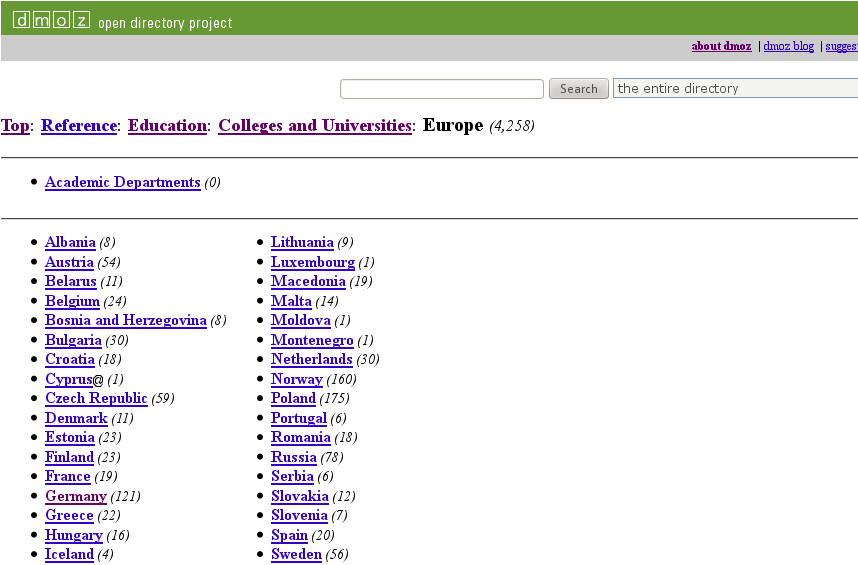 dmoz open directory project
about dmoz | dmoz blog | sugges
Search the entire directory
Top: Reference: Education: Colleges and Universities: Europe (4,258)
Academic Departments (0)
Albania (8)
Austria (54)
Belarus (11)
Belgium (24)
Bosnia and Herzegovina (8)
Bulgaria (30)
Croatia (18)
Cyprus@ (1)
Czech Republic (59)
Denmark (11)
Estonia (23)
Finland (23)
France (19)
Germany (121)
Greece (22)
Hungary (16)
Iceland (4)
Lithuania (9)
Luxembourg (1)
Macedonia (19)
Malta (14)
Moldova (1)
Montenegro (1)
Netherlands (30)
Norway (160)
Poland (175)
Portugal (6)
Romania (18)
Russia (78)
Serbia (6)
Slovakia (12)
Slovenia (7)
Spain (20)
Sweden (56)